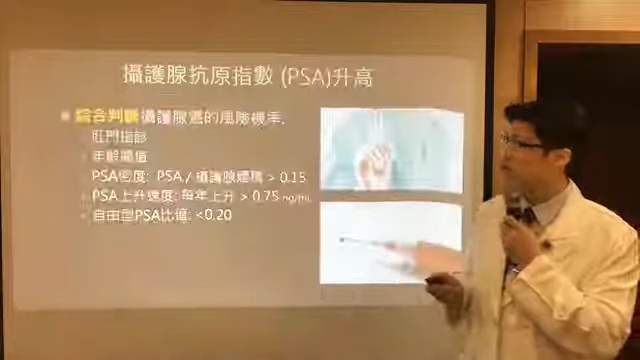 攝護腺抗原指數 (PSA)升高
綜合判斷攝護腺癌的風險機率.
肛門指診
年齡閾值
PSA密度: PSA / 攝護腺體積 > 0.15
PSA上升速度: 每年上升 > 0.75 ng/mL
自由型PSA比值: <0.20